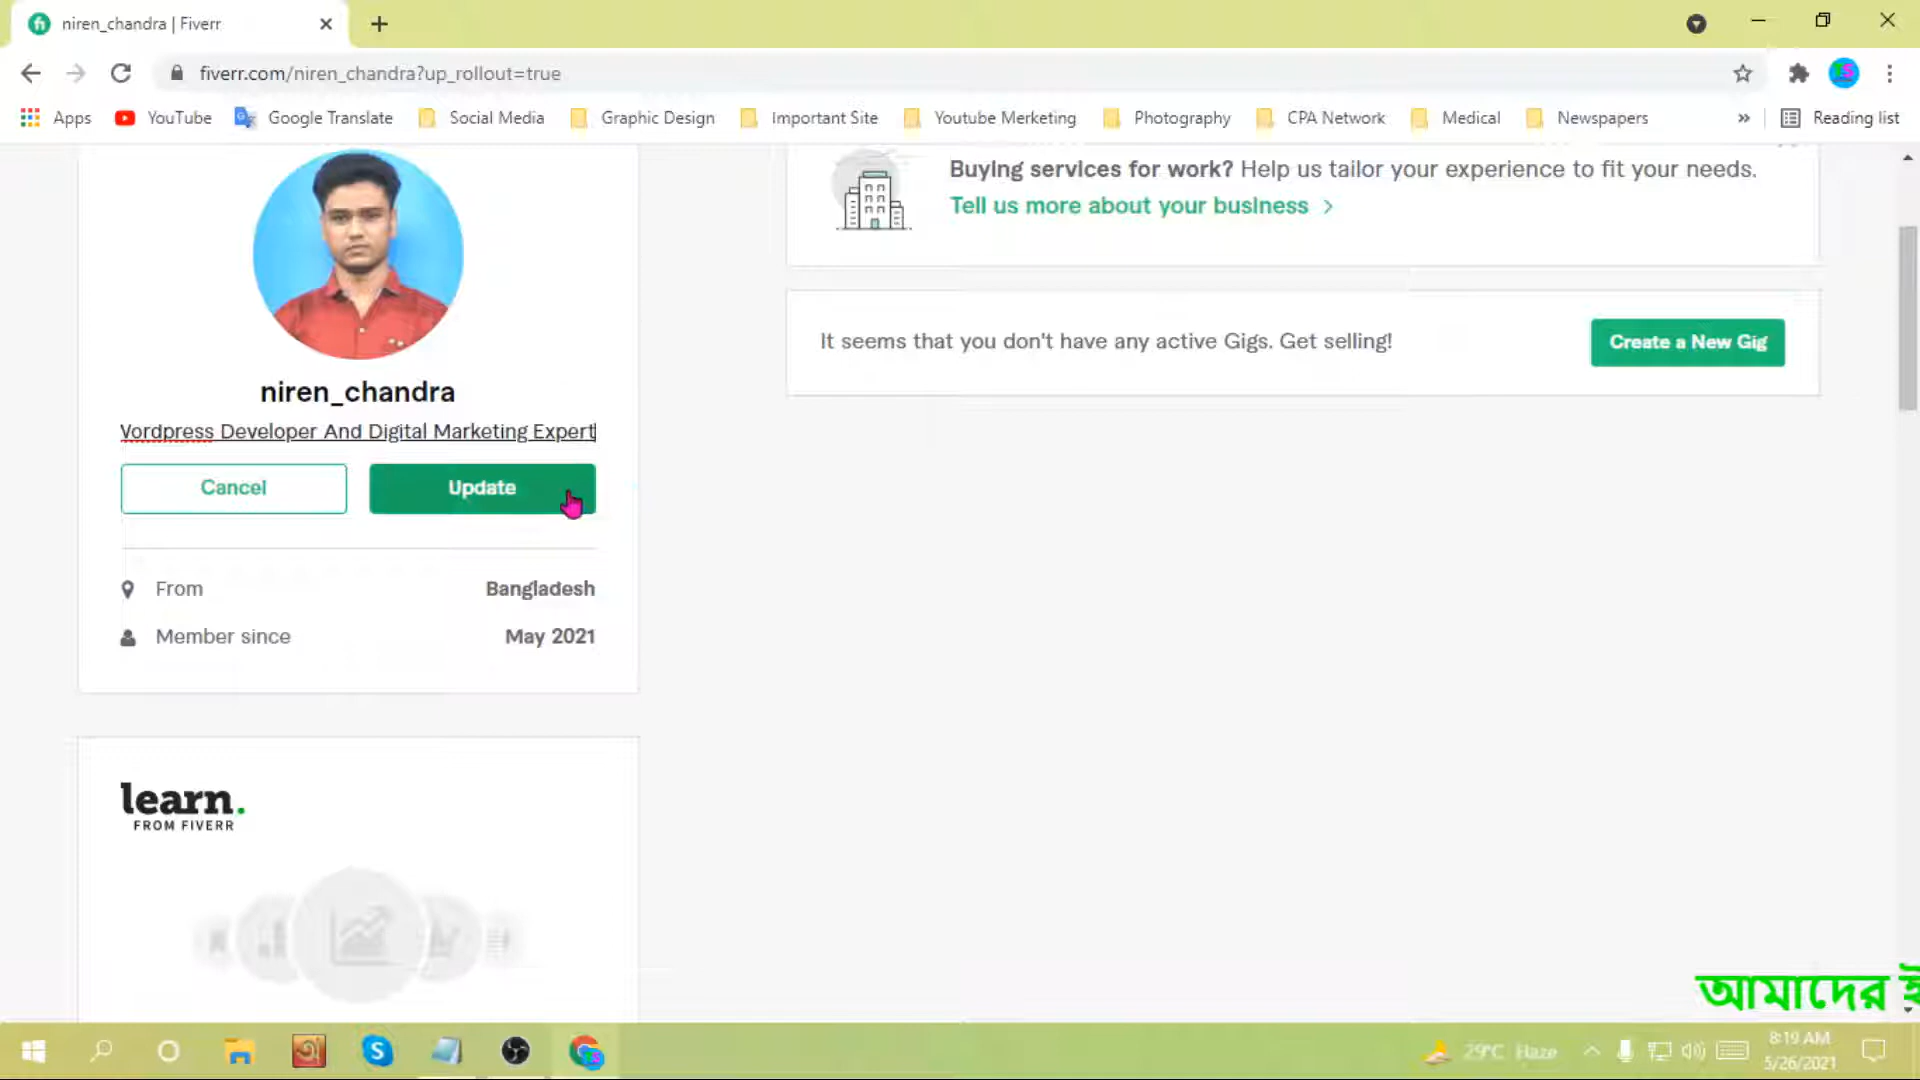 niren_chandra | Fiverr
fiverr.com/niren_chandra?up_rollout=true
Apps YouTube Google Translate Social Media Graphic Design Important Site Youtube Merketing Photography CPA Network Medical Newspapers » Reading list
Buying services for work? Help us tailor your experience to fit your needs.
Tell us more about your business >
It seems that you don't have any active Gigs. Get selling!
Create a New Gig
niren_chandra
Vordpress Developer And Digital Marketing Expert
Cancel
Update
From Bangladesh
Member since May 2021
learn.
FROM FIVERR
আমাদের ই
29°C Haze
8:19 AM
5/26/2021